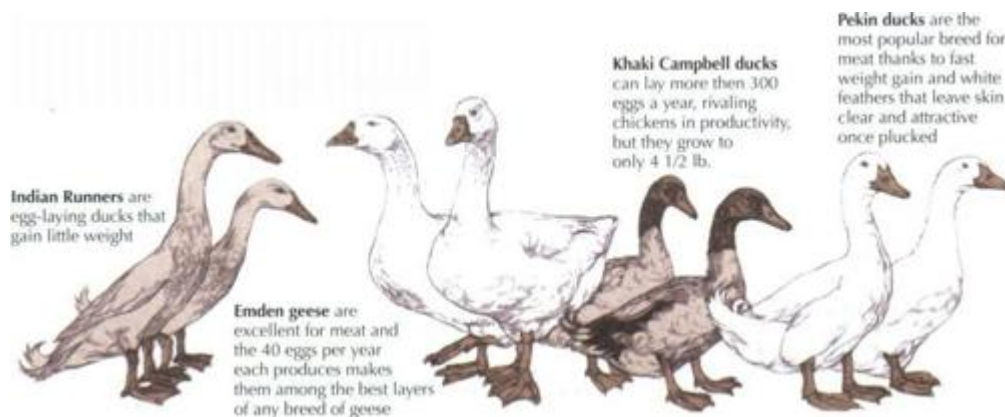 Indian Runners are
egg-laying ducks that
gain little weight
Emden geese are
excellent for meat and
the 40 eggs per year
each produces makes
them among the best layers
of any breed of geese
Khaki Campbell ducks
can lay more then 300
eggs a year, rivaling
chickens in productivity,
but they grow to
only 4 1/2 lb.
Pekin ducks are the
most popular breed for
meat thanks to fast
weight gain and white
feathers that leave skin
clear and attractive
once plucked